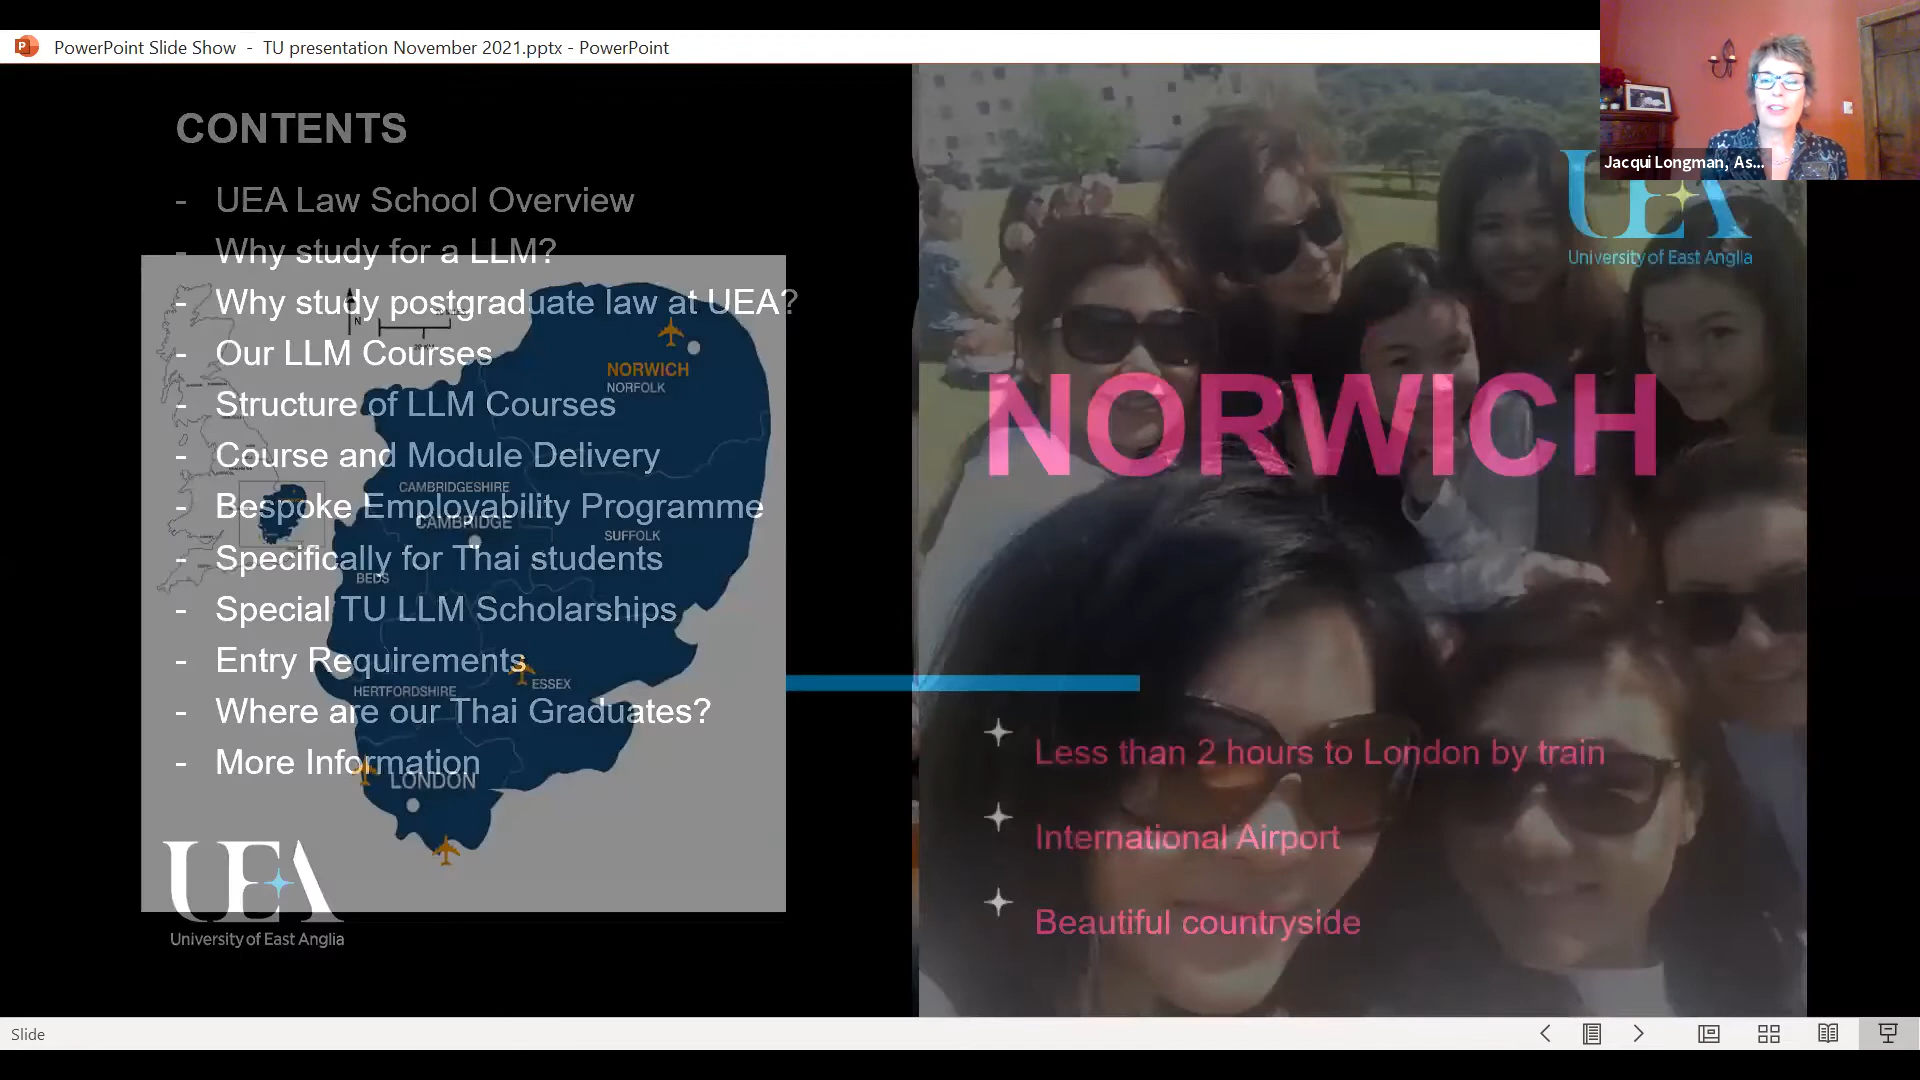 PowerPoint Slide Show - TU presentation November 2021.pptx - PowerPoint
Jacqui Longman, As...
CONTENTS
- UEA Law School Overview
- Why study for a LLM?
- Why study postgraduate law at UEA?
- Our LLM Courses
- Structure of LLM Courses
- Course and Module Delivery
- Bespoke Employability Programme
- Specifically for Thai students
- Special TU LLM Scholarships
- Entry Requirements
- Where are our Thai Graduates?
- More Information
N
NORWICH
NORFOLK
CAMBRIDGESHIRE
CAMBRIDGE
SUFFOLK
BEDS
ESSEX
HERTFORDSHIRE
LONDON
UEA
University of East Anglia
UEA
University of East Anglia
NORWICH
Less than 2 hours to London by train
International Airport
Beautiful countryside
Slide